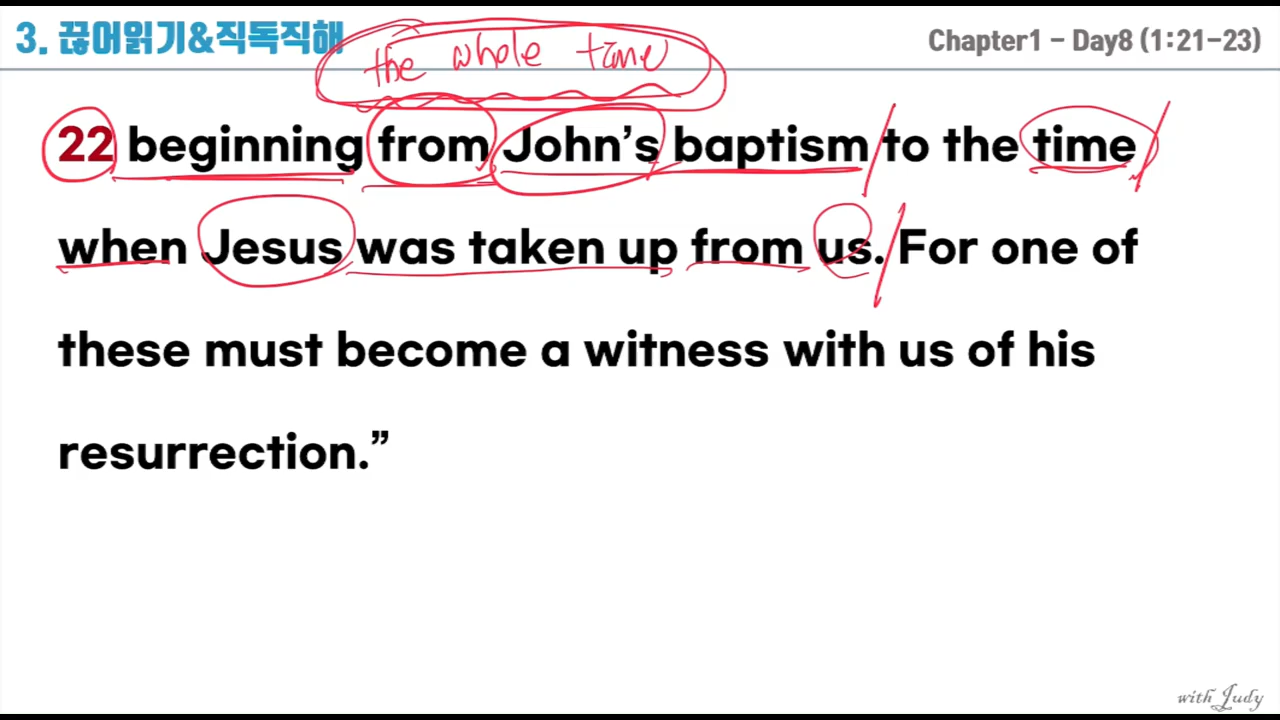 3. 끊어읽기&직독직해
Chapter1 - Day8 (1:21-23)
the whole time
22 beginning from John's baptism to the time
when Jesus was taken up from us. For one of
these must become a witness with us of his
resurrection.”
with Judy